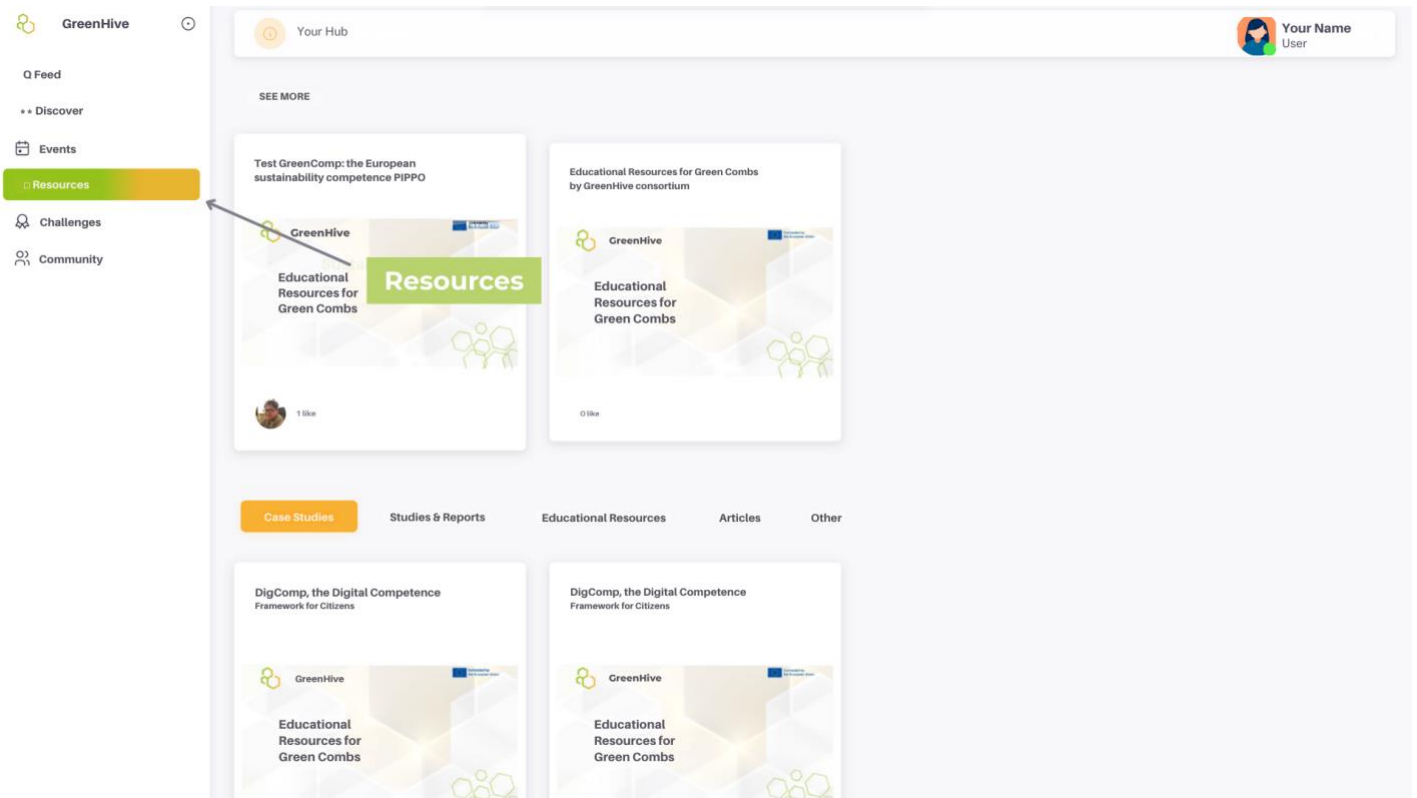 GreenHive
Your Hub
Your Name
User
Q Feed
Discover
Events
Resources
Challenges
Community
SEE MORE
Test GreenComp: the European
sustainability competence PIPPO
GreenHive
Educational
Resources for
Green Combs
1 like
Resources
Educational Resources for Green Combs
by GreenHive consortium
GreenHive
Educational
Resources for
Green Combs
0 like
Case Studies
Studies & Reports
Educational Resources
Articles
Other
DigComp, the Digital Competence
Framework for Citizens
GreenHive
Educational
Resources for
Green Combs
DigComp, the Digital Competence
Framework for Citizens
GreenHive
Educational
Resources for
Green Combs